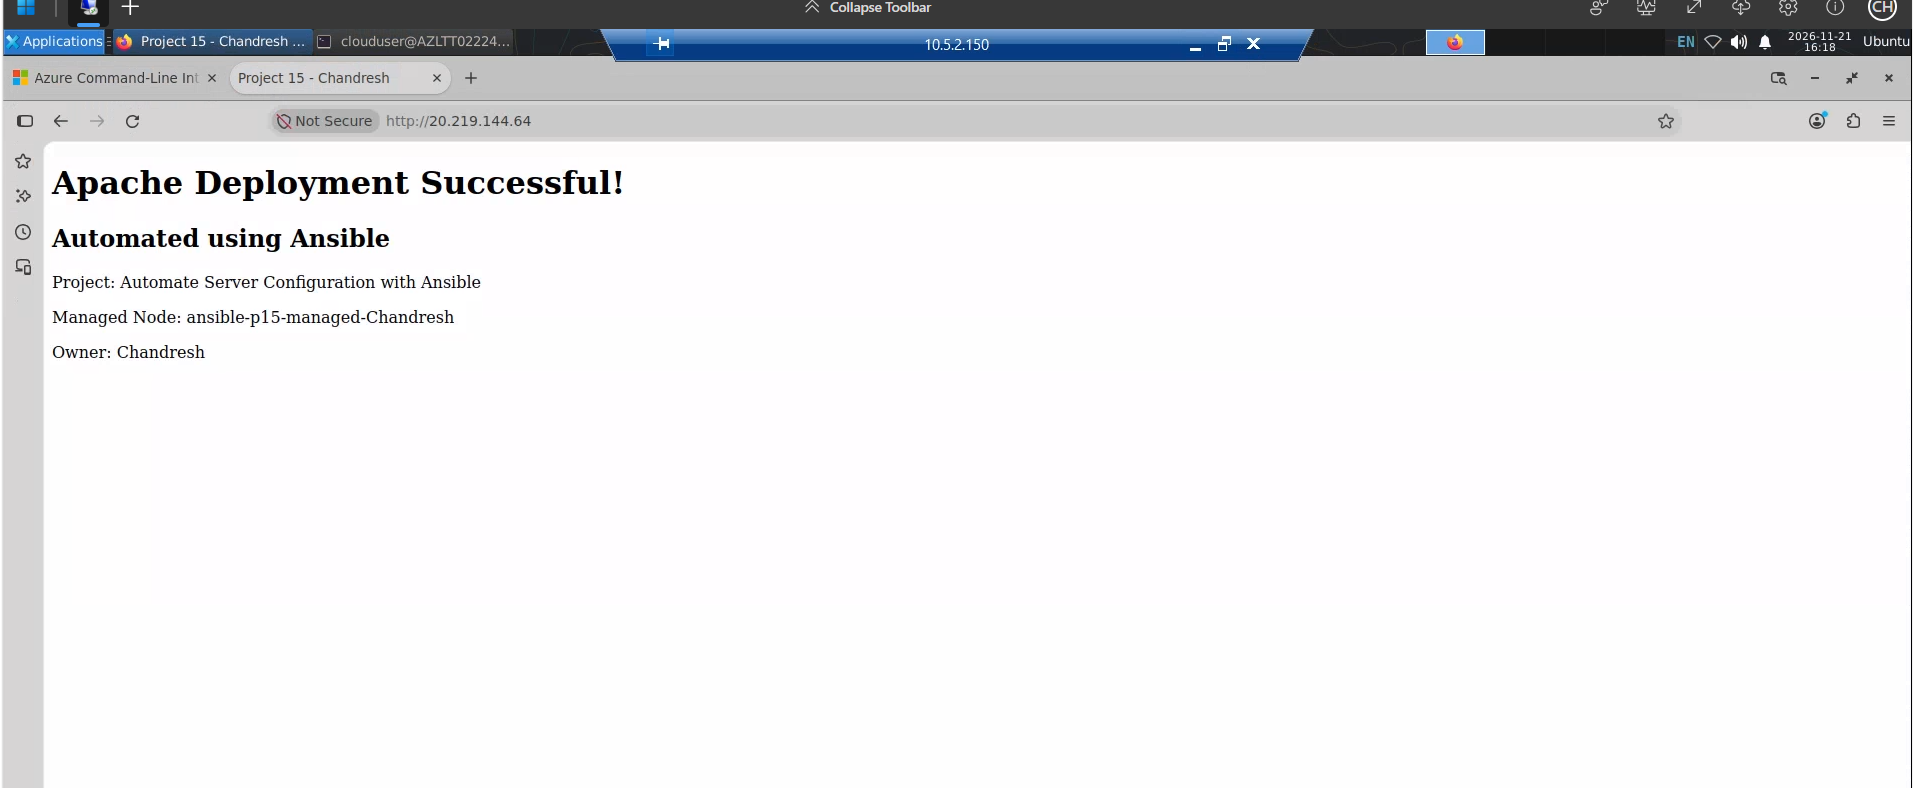 Collapse Toolbar
CH
Applications
Project 15 - Chandresh ...
clouduser@AZLTT02224...
10.5.2.150
EN
2026-11-21
16:18
Ubuntu
Azure Command-Line Int
Project 15 - Chandresh
Not Secure
http://20.219.144.64
Apache Deployment Successful!
Automated using Ansible
Project: Automate Server Configuration with Ansible
Managed Node: ansible-p15-managed-Chandresh
Owner: Chandresh